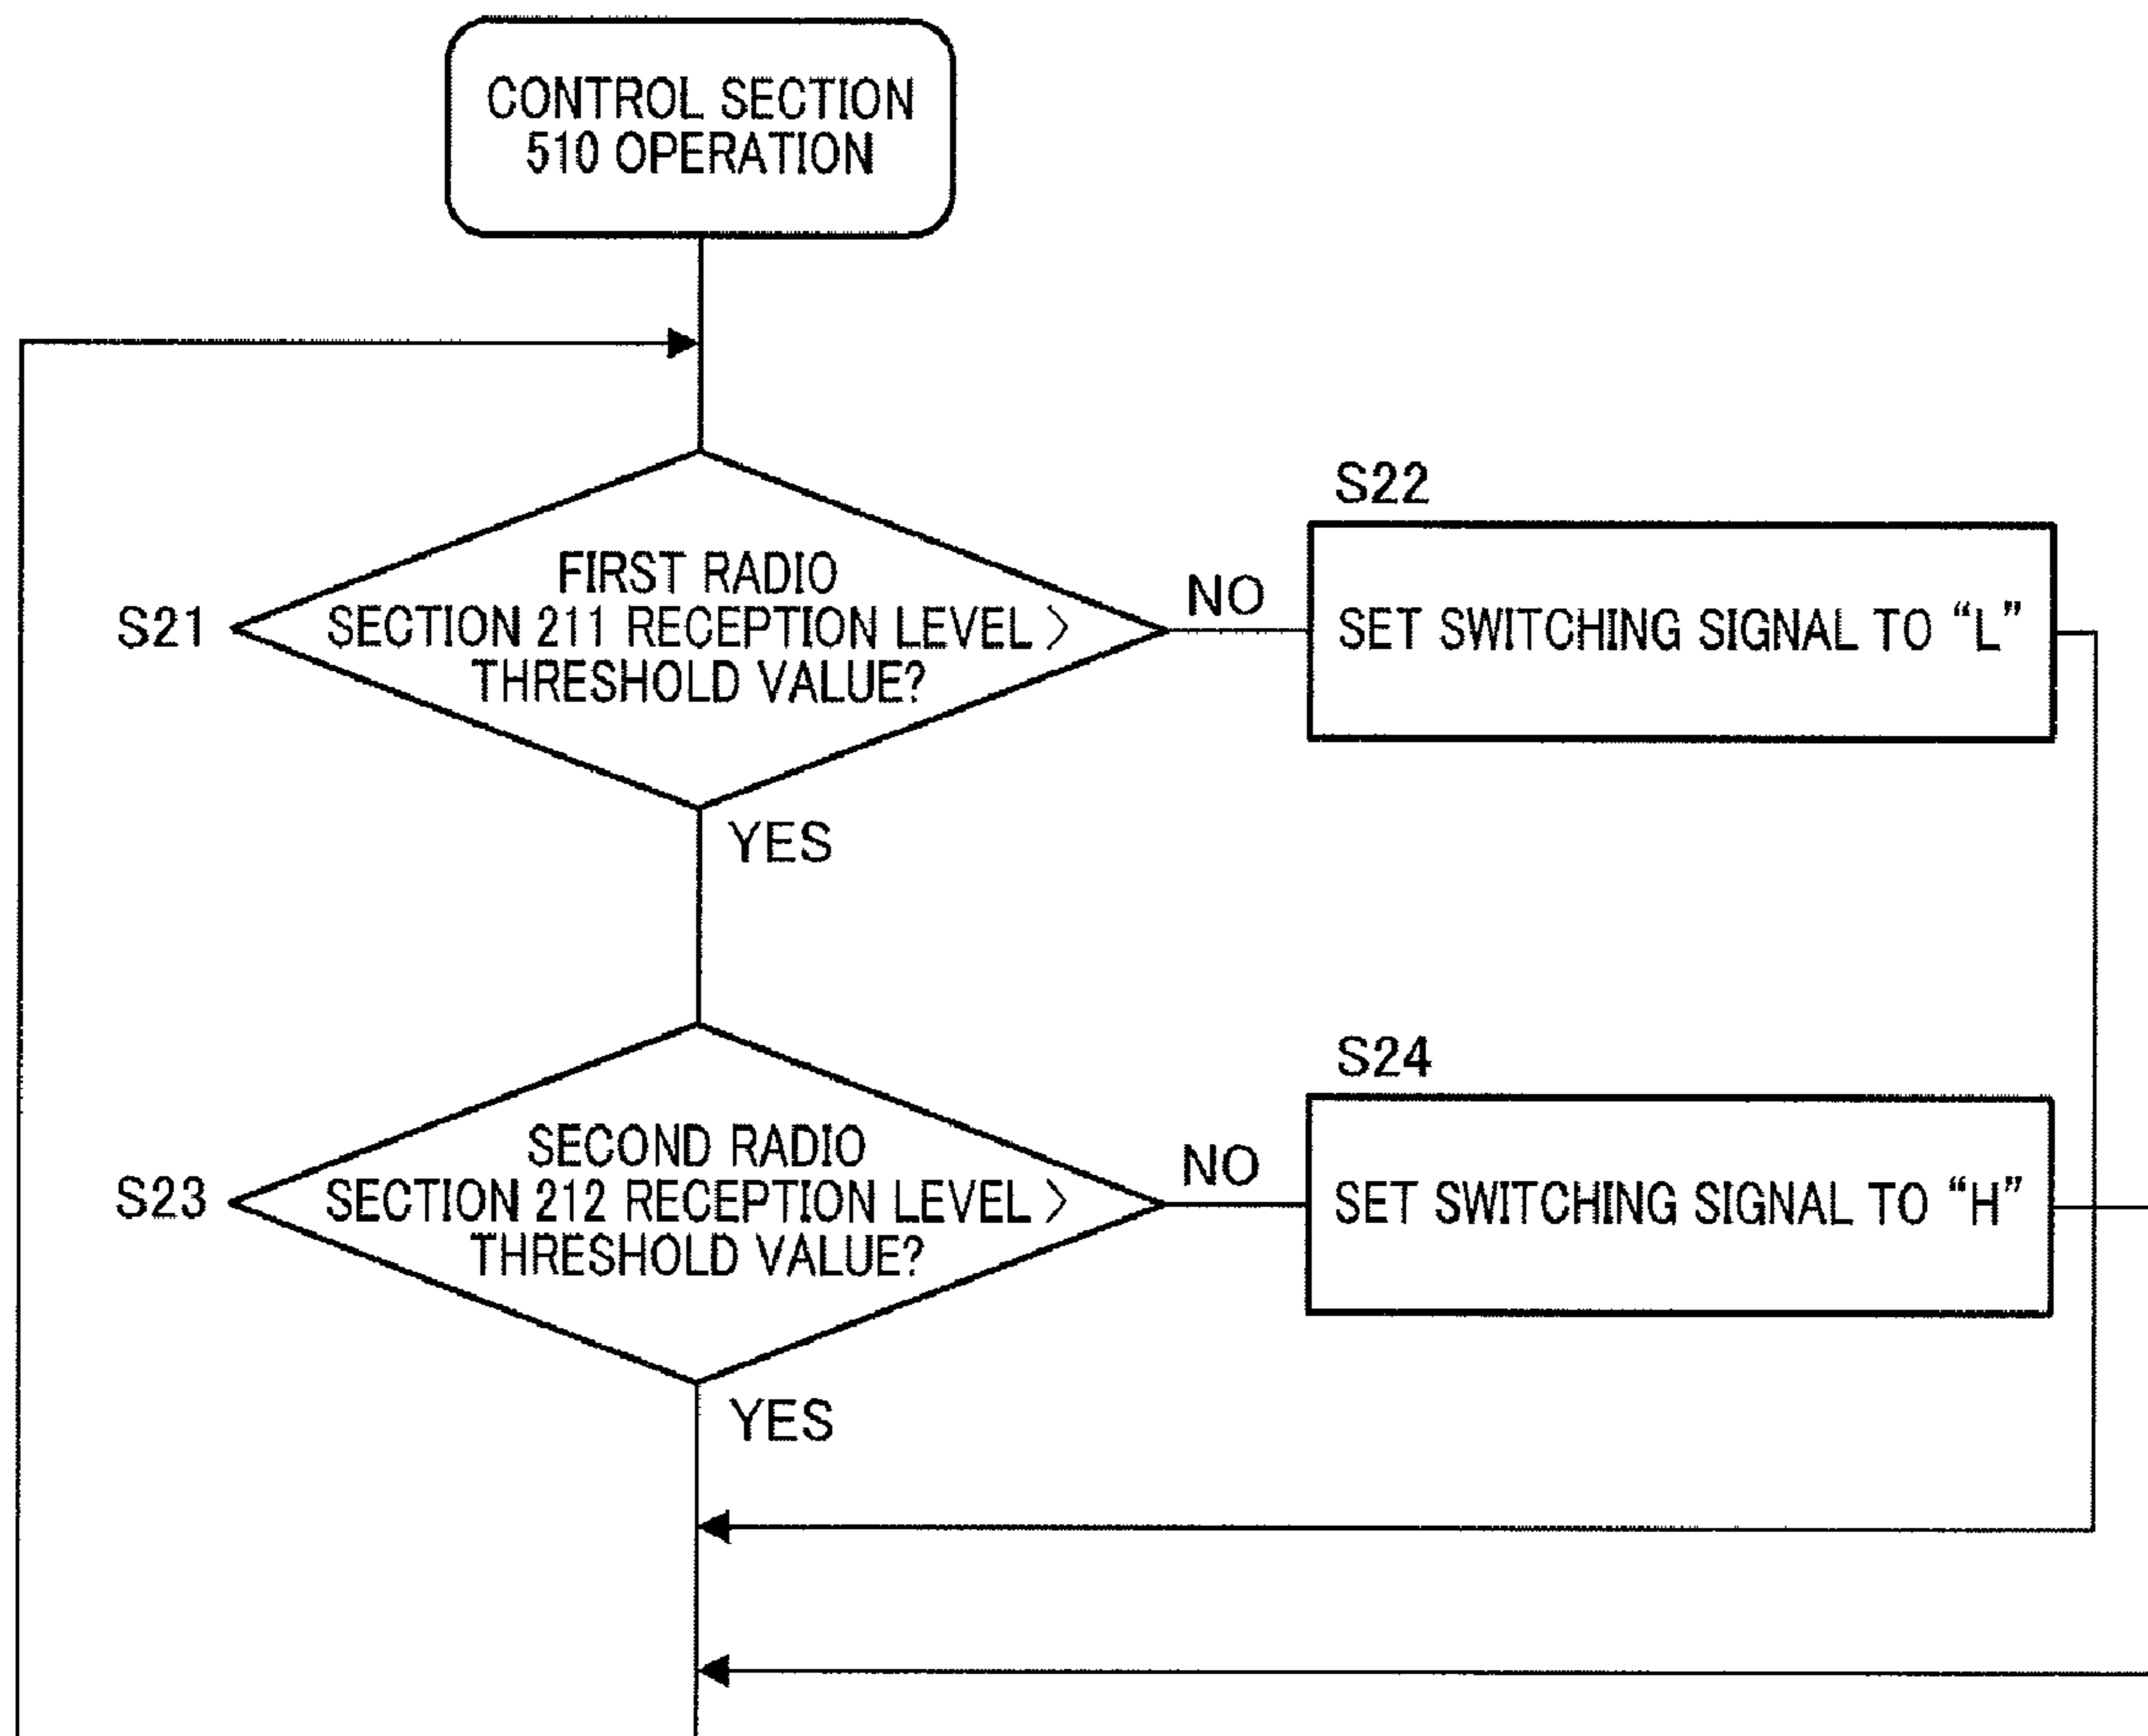 CONTROL SECTION
510 OPERATION
S22
FIRST RADIO
NO
S21
SECTION 211 RECEPTION LEVEL >
SET SWITCHING SIGNAL TO “L”
THRESHOLD VALUE?
YES
S24
SECOND RADIO
NO
S23
SECTION 212 RECEPTION LEVEL >
SET SWITCHING SIGNAL TO “H”
THRESHOLD VALUE?
YES